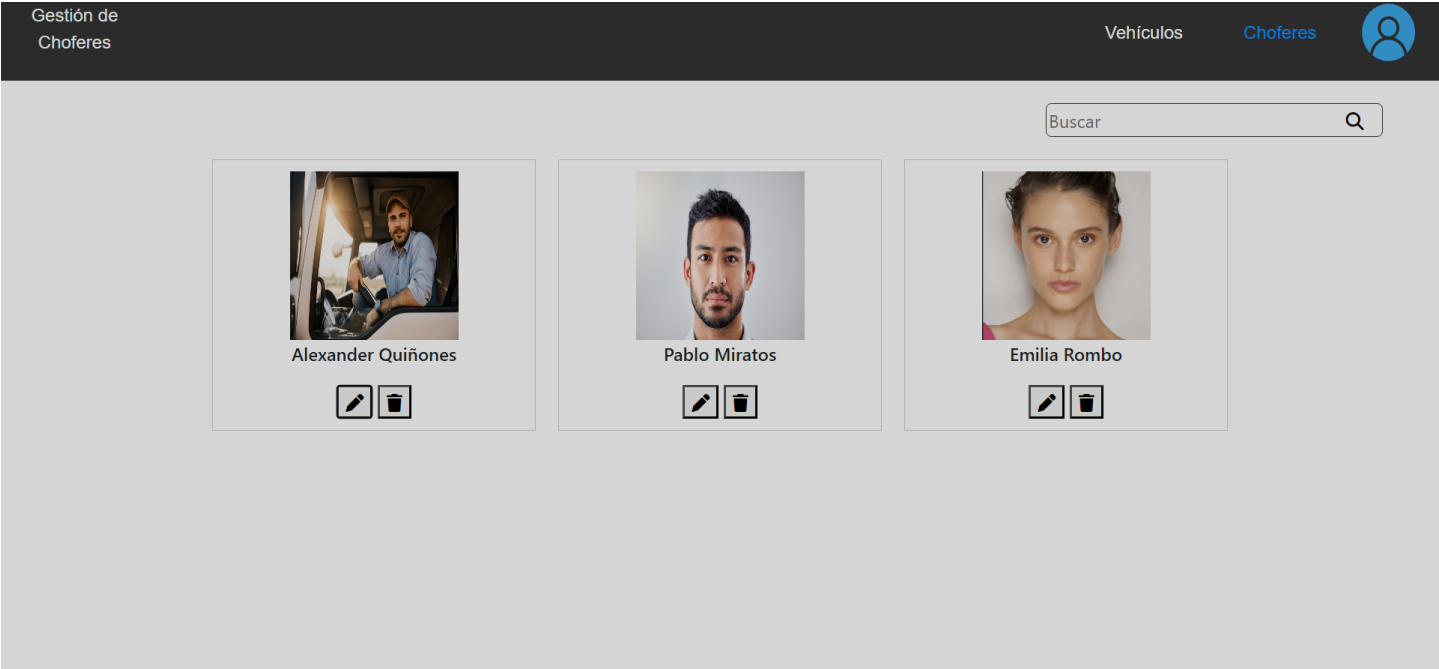 Gestión de
Choferes
Vehículos
Choferes
Buscar
Alexander Quiñones
Pablo Miratos
Emilia Rombo